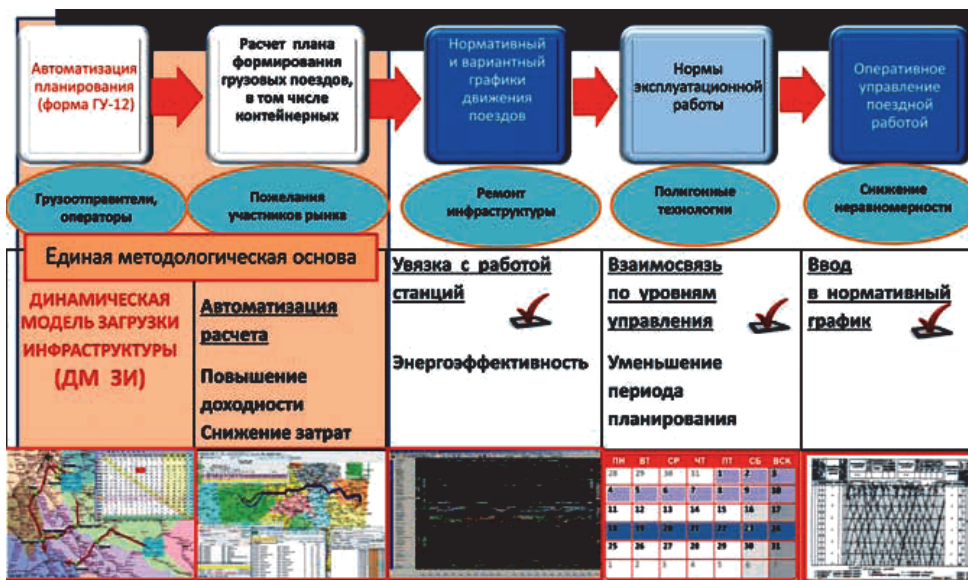 Автоматизация
планирования
(форма ГУ-12)
Расчет плана
формирования
грузовых поездов,
в том числе
контейнерных
Нормативный
и вариантный
графики
движения
поездов
Нормы
эксплуатационной
работы
Оперативное
управление
поездной
работой
Грузоотправители,
операторы
Пожелания
участников рынка
Ремонт
инфраструктуры
Полигонные
технологии
Снижение
неравномерности
Единая методологическая основа
ДИНАМИЧЕСКАЯ
МОДЕЛЬ ЗАГРУЗКИ
ИНФРАСТРУКТУРЫ
(ДМ ЗИ)
Автоматизация
расчета
Повышение
доходности
Снижение затрат
Увязка с работой
станций
Энергоэффективность
Взаимосвязь
по уровням
управления
Уменьшение
периода
планирования
Ввод
в нормативный
график
ПН ВТ СР ЧТ ПТ СБ ВСК
28 29 30 31 1 2 3
4 5 6 7 8 9 10
11 12 13 14 15 16 17
18 19 20 21 22 23 24
25 26 27 28 29 30 31